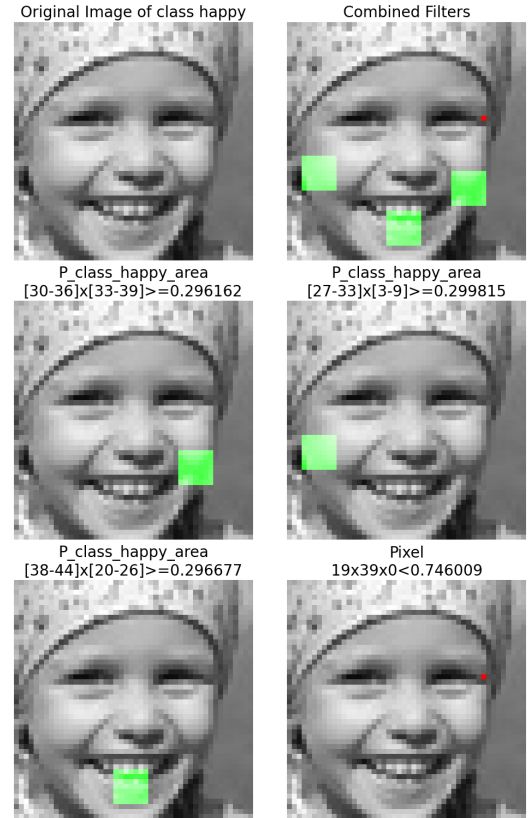 Original Image of class happy
Combined Filters
P_class_happy_area
[30-36]x[33-39]>=0.296162
P_class_happy_area
[27-33]x[3-9]>=0.299815
P_class_happy_area
[38-44]x[20-26]>=0.296677
Pixel
19x39x0<0.746009